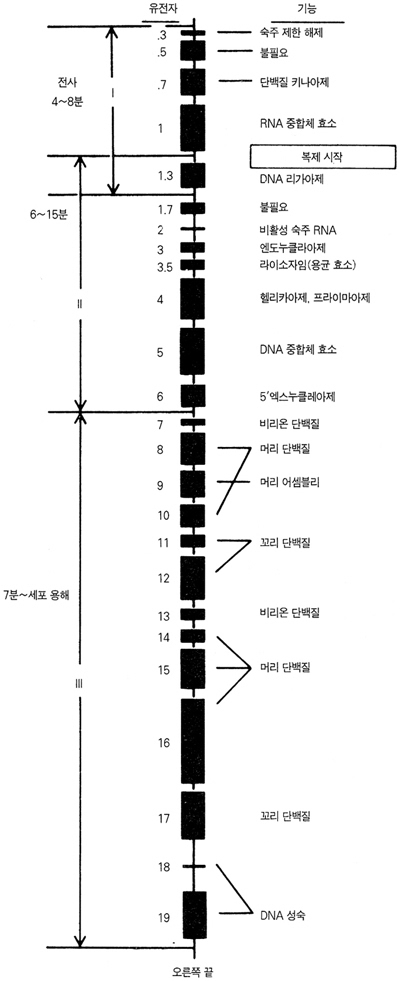 유전자 기능
.3 숙주 제한 해제
.5 불필요
전사
4~8분
I
.7 단백질 키나아제
1 RNA 중합체 효소
복제 시작
1.3 DNA 리가아제
6~15분
1.7 불필요
2 비활성 숙주 RNA
3 엔도누클라아제
3.5 라이소자임(용균 효소)
II
4 헬리카아제, 프라이마아제
5 DNA 중합체 효소
6 5′엑스누클레아제
7 비리온 단백질
8 머리 단백질
9 머리 어셈블리
10
11 꼬리 단백질
12
7분~세포 용해
13 비리온 단백질
14
15 머리 단백질
III
16
17 꼬리 단백질
18
19 DNA 성숙
오른쪽 끝